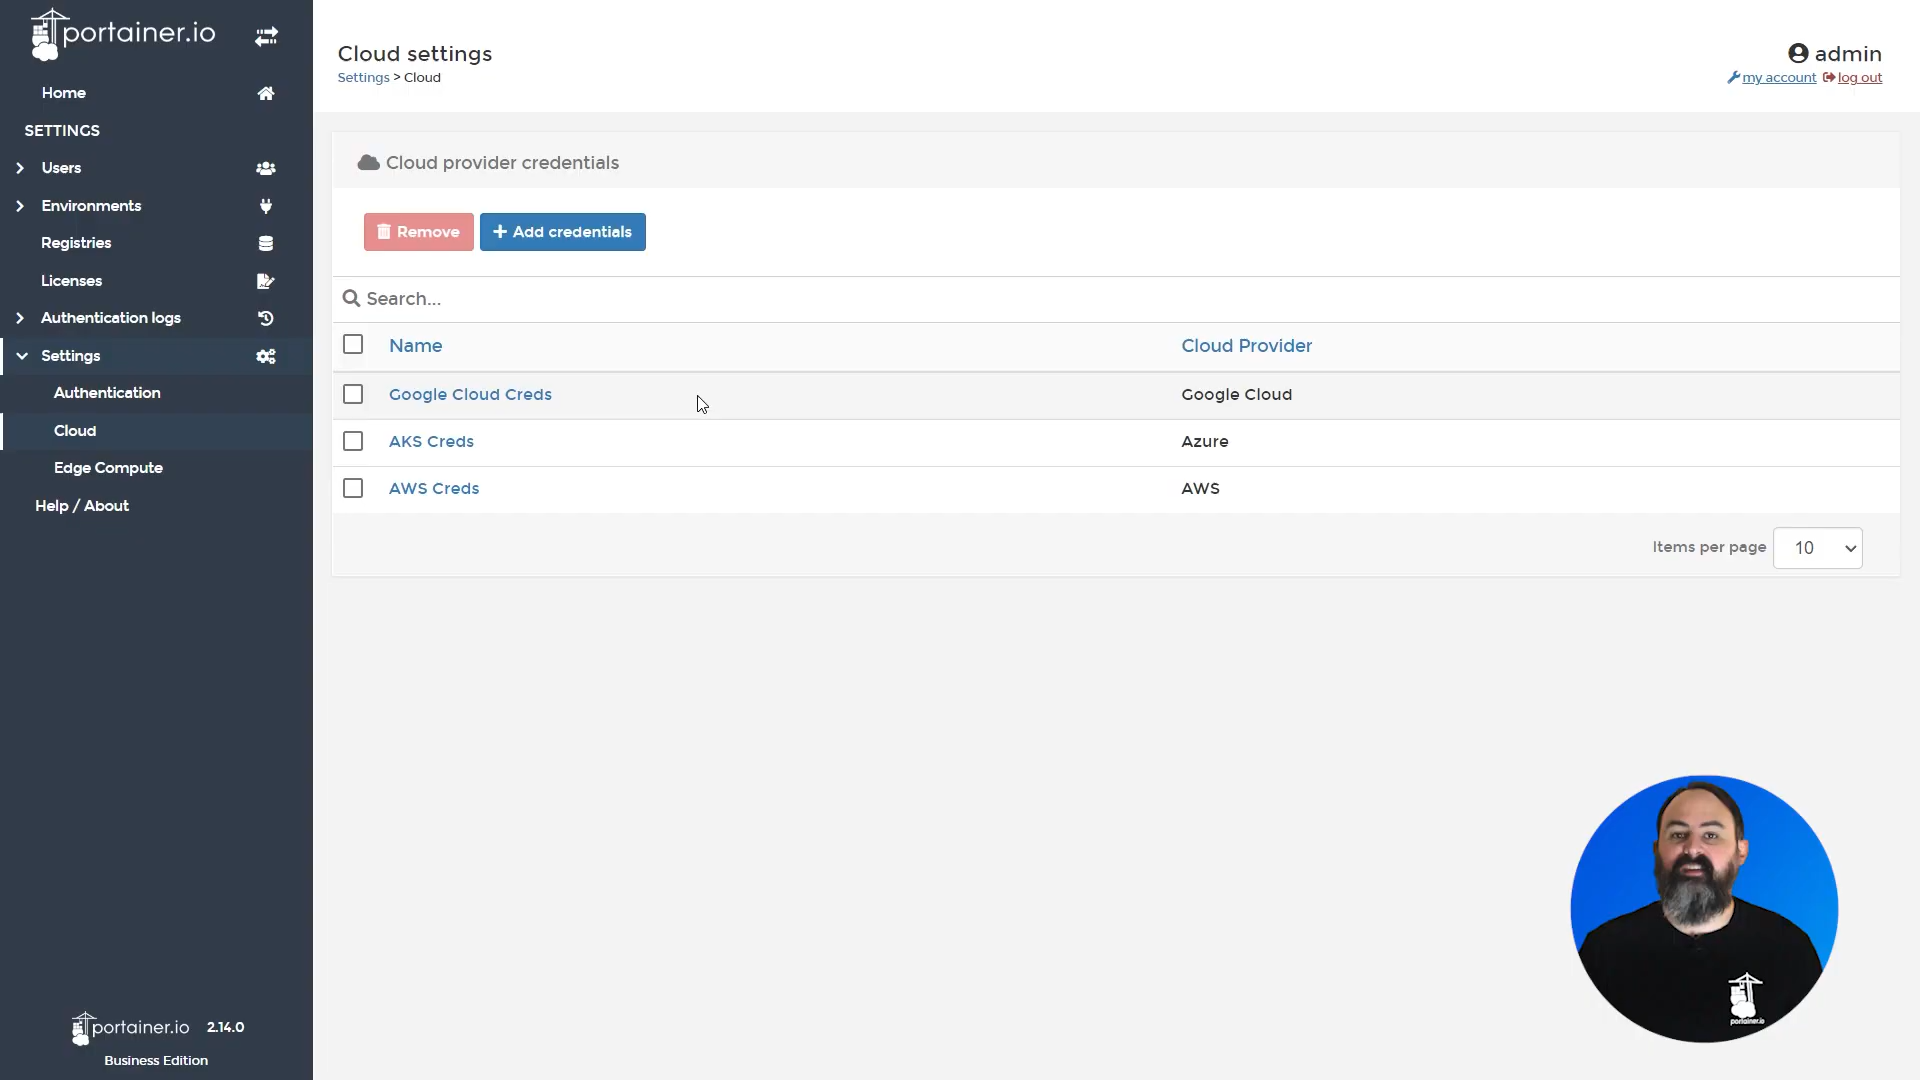 portainer.io
Home
SETTINGS
Users
Environments
Registries
Licenses
Authentication logs
Settings
Authentication
Cloud
Edge Compute
Help / About
portainer.io 2.14.0
Business Edition
Cloud settings
Settings > Cloud
admin
my account log out
Cloud provider credentials
Remove + Add credentials
Search...
Name Cloud Provider
Google Cloud Creds Google Cloud
AKS Creds Azure
AWS Creds AWS
Items per page 10
portainer.io